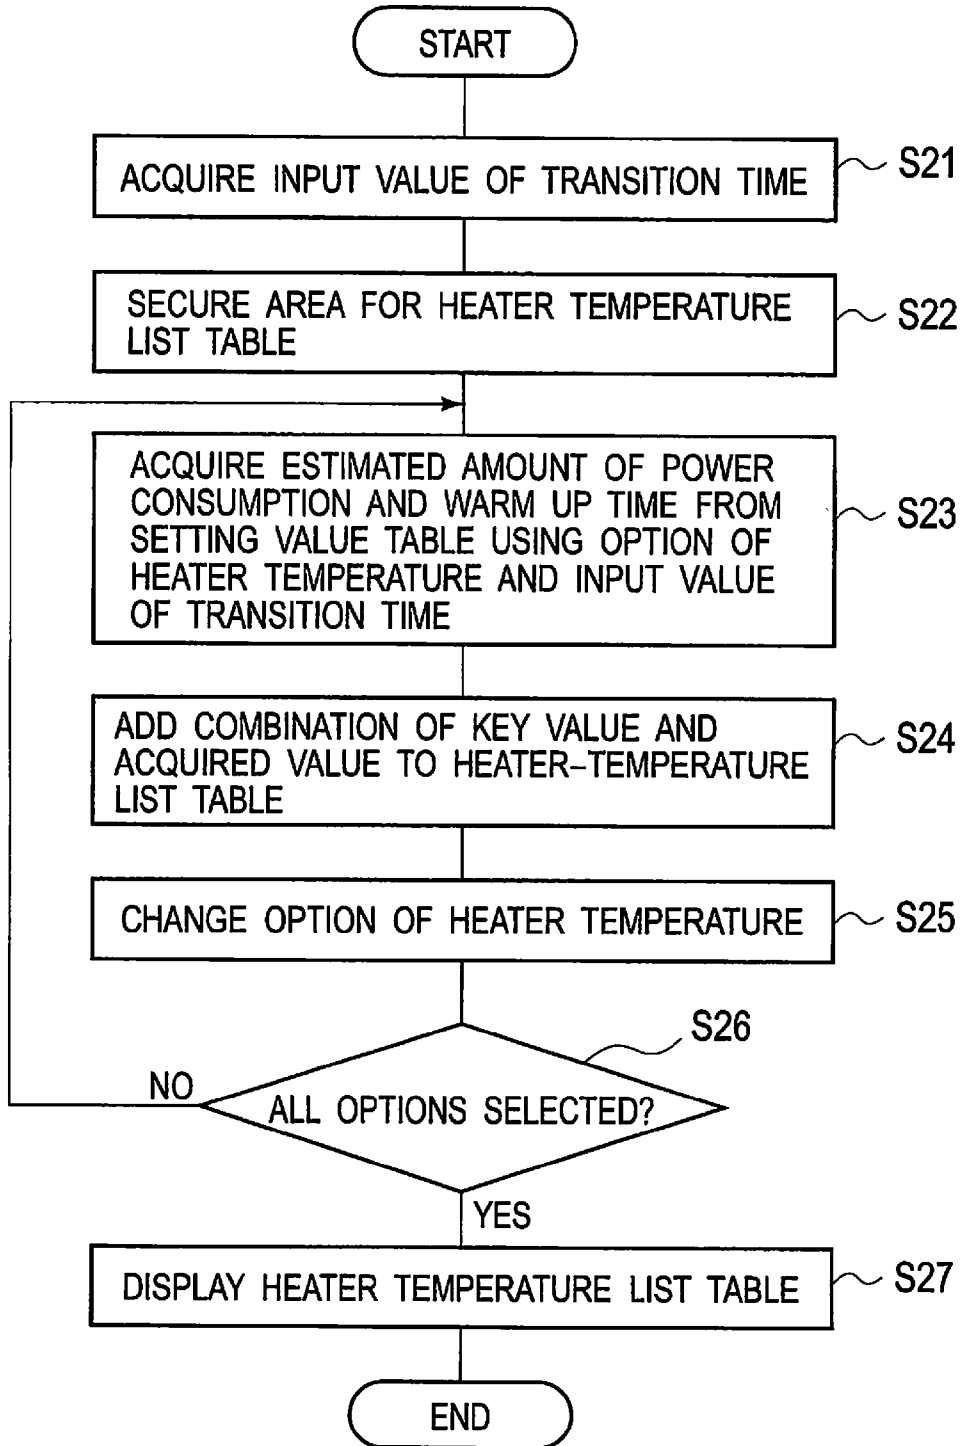 START
ACQUIRE INPUT VALUE OF TRANSITION TIME
S21
SECURE AREA FOR HEATER TEMPERATURE
LIST TABLE
S22
ACQUIRE ESTIMATED AMOUNT OF POWER
CONSUMPTION AND WARM UP TIME FROM
SETTING VALUE TABLE USING OPTION OF
HEATER TEMPERATURE AND INPUT VALUE
OF TRANSITION TIME
S23
ADD COMBINATION OF KEY VALUE AND
ACQUIRED VALUE TO HEATER-TEMPERATURE
LIST TABLE
S24
CHANGE OPTION OF HEATER TEMPERATURE
S25
S26
NO
ALL OPTIONS SELECTED?
YES
DISPLAY HEATER TEMPERATURE LIST TABLE
S27
END